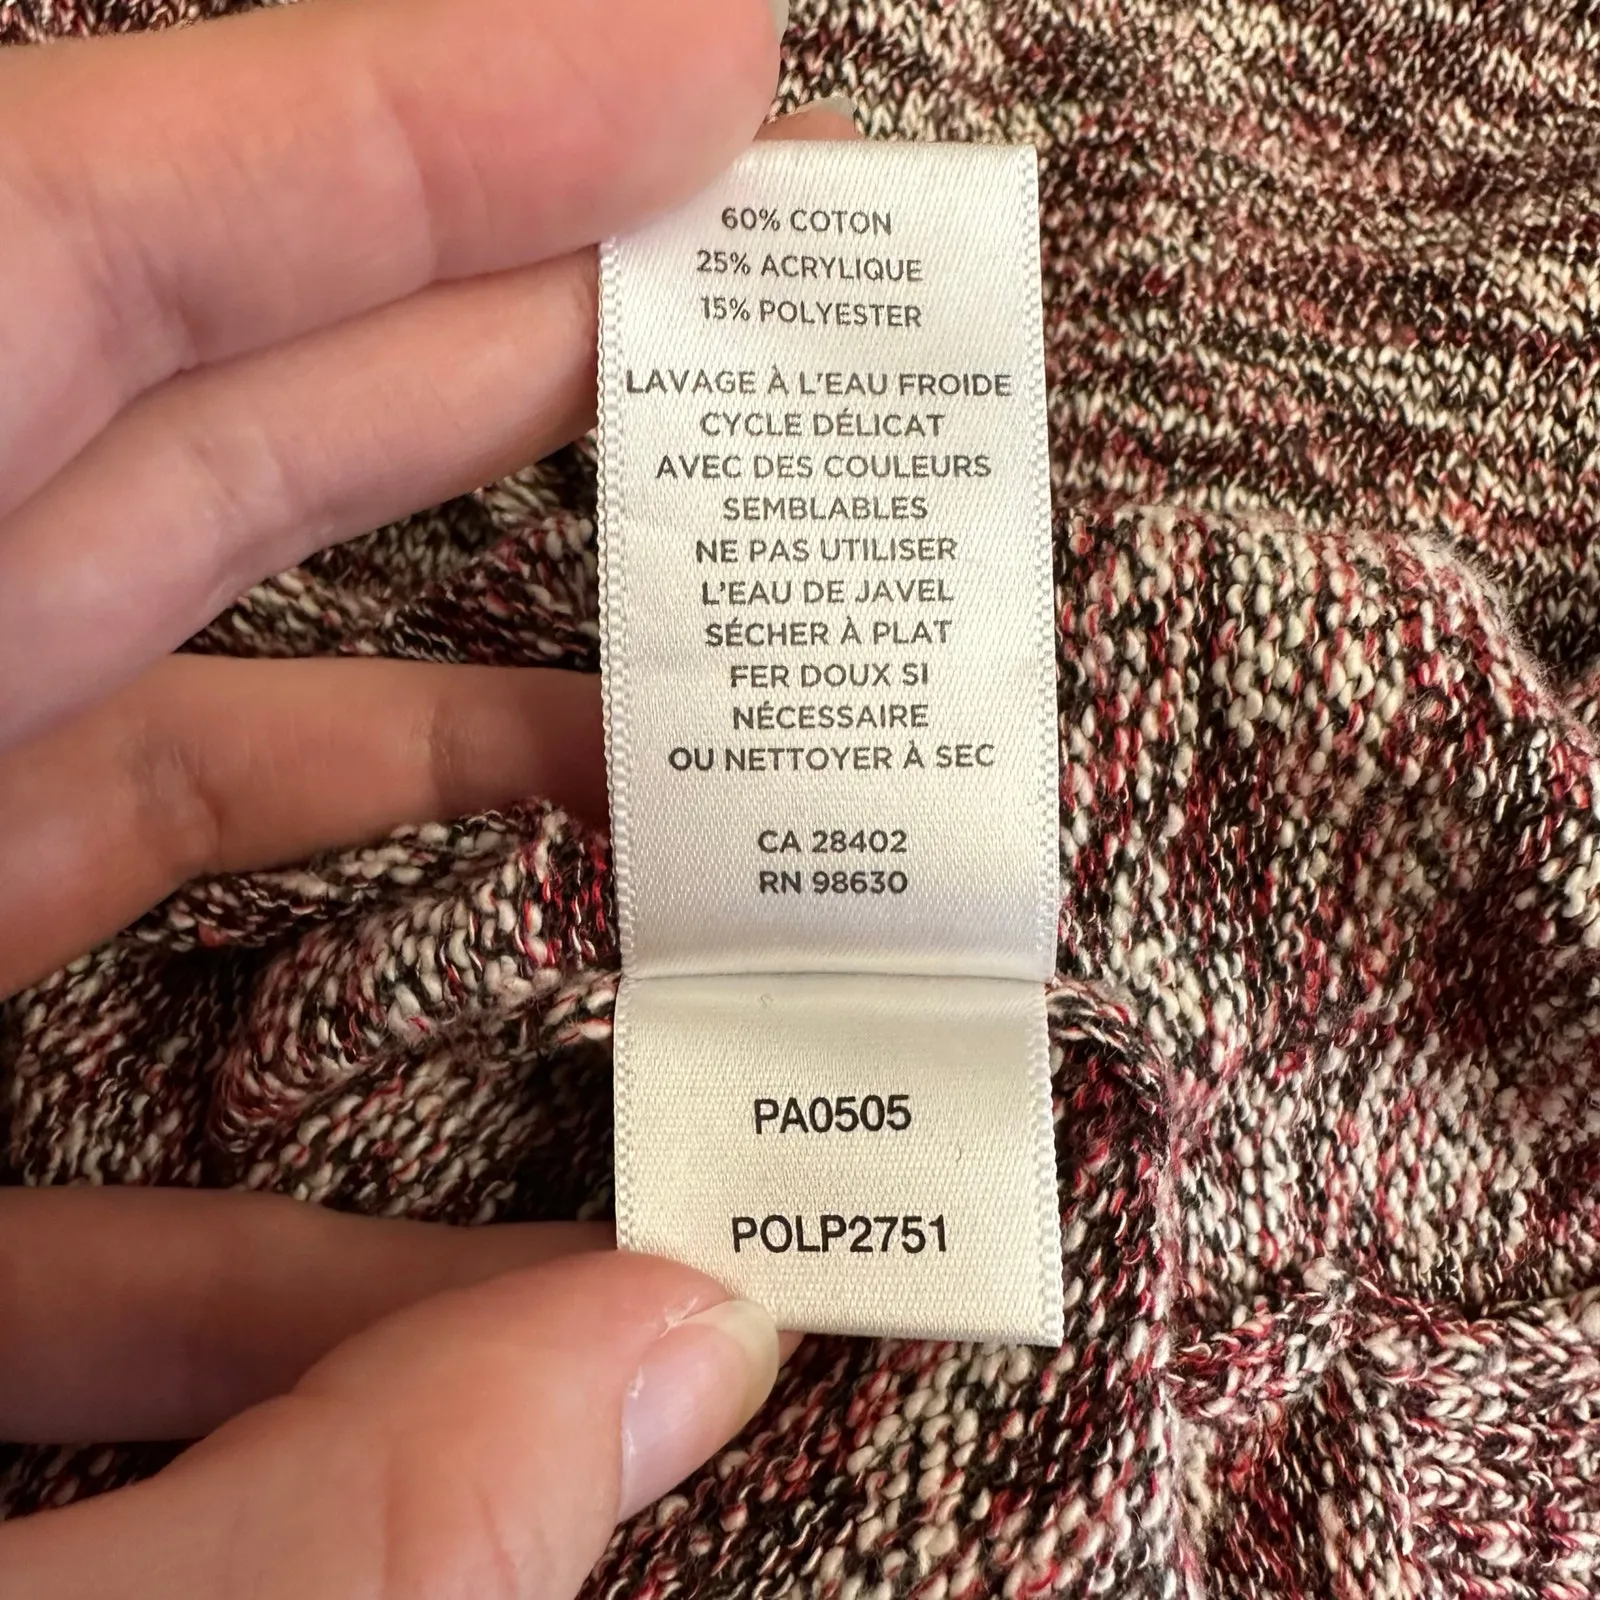 60% COTON
25% ACRYLIQUE
15% POLYESTER
LAVAGE À L'EAU FROIDE
CYCLE DÉLICAT
AVEC DES COULEURS
SEMBLABLES
NE PAS UTILISER
L'EAU DE JAVEL
SÉCHER À PLAT
FER DOUX SI
NÉCESSAIRE
OU NETTOYER À SEC
CA 28402
RN 98630
PA0505
POLP2751